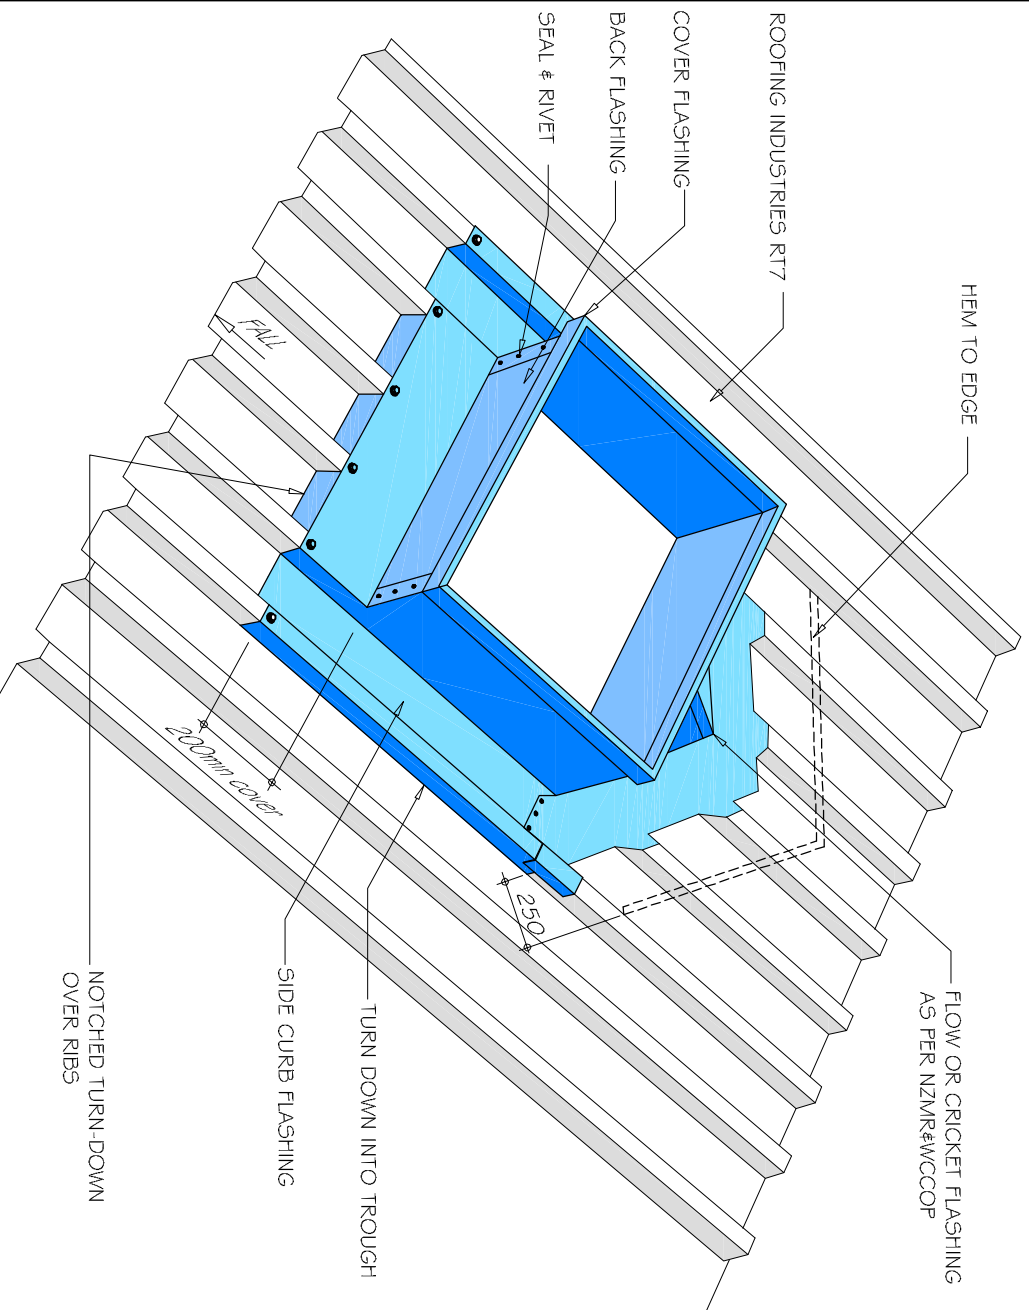 HEM TO EDGE
ROOFING INDUSTRIES RT7
COVER FLASHING
BACK FLASHING
SEAL & RIVET
FALL
FLOW OR CRICKET FLASHING
AS PER NZMR&WCCOP
250
TURN DOWN INTO TROUGH
SIDE CURB FLASHING
200min cover
NOTCHED TURN-DOWN
OVER RIBS